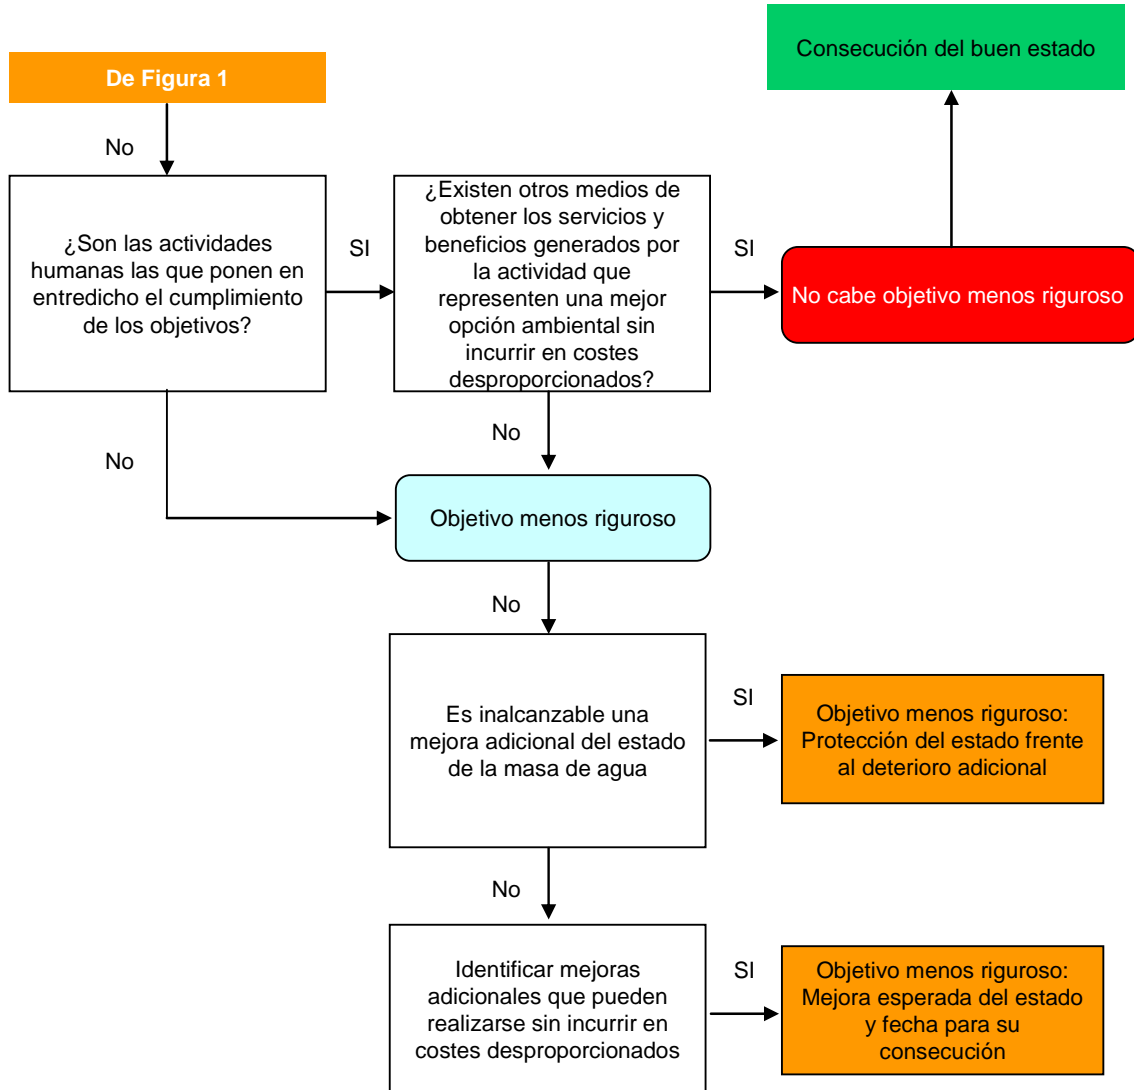 Consecución del buen estado
De Figura 1
No
¿Son las actividades
humanas las que ponen en
entredicho el cumplimiento
de los objetivos?
SI
¿Existen otros medios de
obtener los servicios y
beneficios generados por
la actividad que
representen una mejor
opción ambiental sin
incurrir en costes
desproporcionados?
SI
No cabe objetivo menos riguroso
No
No
Objetivo menos riguroso
No
Es inalcanzable una
mejora adicional del estado
de la masa de agua
SI
Objetivo menos riguroso:
Protección del estado frente
al deterioro adicional
No
Identificar mejoras
adicionales que pueden
realizarse sin incurrir en
costes desproporcionados
SI
Objetivo menos riguroso:
Mejora esperada del estado
y fecha para su
consecución